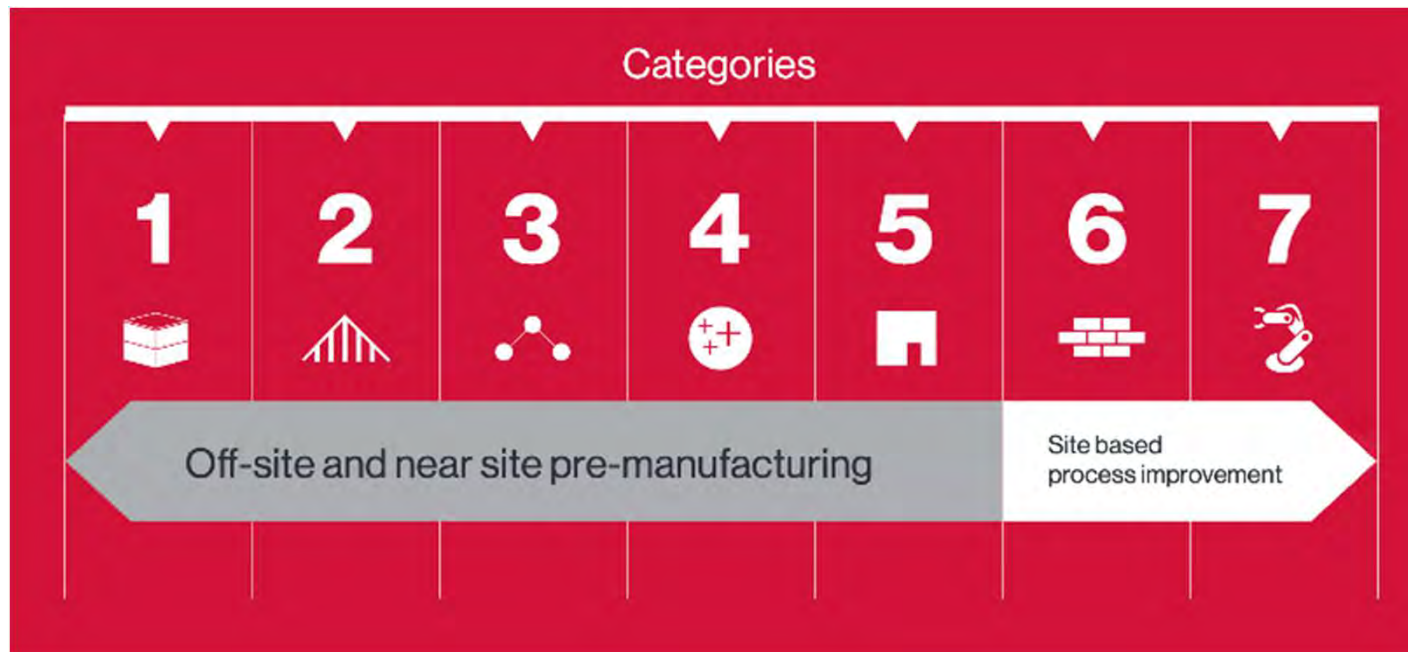 Categories
1 2 3 4 5 6 7
Off-site and near site pre-manufacturing
Site based
process improvement